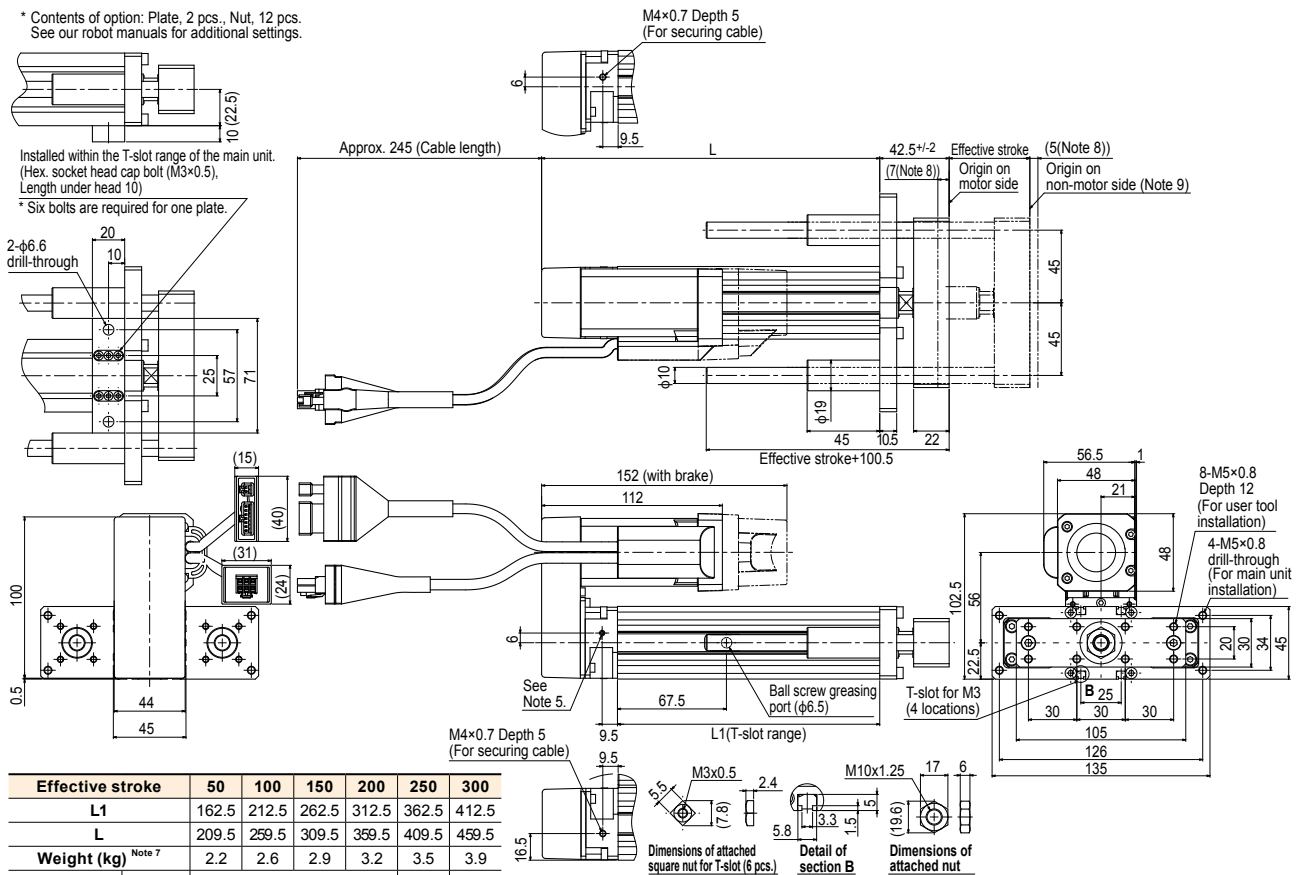 * Contents of option: Plate, 2 pcs., Nut, 12 pcs.
See our robot manuals for additional settings.
10 (22.5)
Installed within the T-slot range of the main unit.
(Hex. socket head cap bolt (M3×0.5),
Length under head 10)
* Six bolts are required for one plate.
20
10
2-φ6.6
drill-through
25
57
71
M4×0.7 Depth 5
(For securing cable)
6
9.5
Approx. 245 (Cable length)
L
42.5+/-2
Effective stroke
(5(Note 8))
(7(Note 8))
Origin on
motor side
Origin on
non-motor side (Note 9)
45
45
φ10
φ19
45
10.5
22
Effective stroke+100.5
(15)
(40)
(31)
(24)
100
0.5
44
45
152 (with brake)
112
6
See
Note 5.
67.5
Ball screw greasing
port (φ6.5)
9.5
L1(T-slot range)
56.5
1
48
21
8-M5×0.8
Depth 12
(For user tool
installation)
4-M5×0.8
drill-through
(For main unit
installation)
48
102.5
56
22.5
20
30
34
45
T-slot for M3
(4 locations)
B
25
30
30
30
105
126
135
M4×0.7 Depth 5
(For securing cable)
9.5
16.5
M3x0.5
5.5
(7.8)
2.4
Dimensions of attached
square nut for T-slot (6 pcs.)
5
1.5
3.3
5.8
Detail of
section B
M10x1.25
17
6
(19.6)
Dimensions of
attached nut
Effective stroke 50 100 150 200 250 300
L1 162.5 212.5 262.5 312.5 362.5 412.5
L 209.5 259.5 309.5 359.5 409.5 459.5
Weight (kg) Note 7 2.2 2.6 2.9 3.2 3.5 3.9